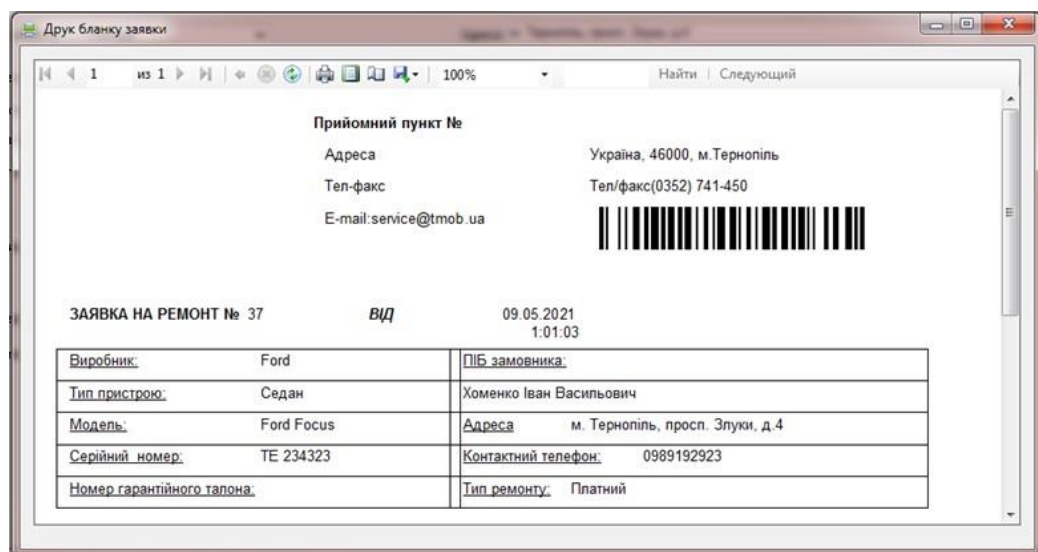 Друк бланку заявки
1 из 1 100% Найти | Следующий
Прийомний пункт №
Адреса Україна, 46000, м.Тернопіль
Тел-факс Тел/факс(0352) 741-450
E-mail:service@tmob.ua
ЗАЯВКА НА РЕМОНТ № 37 ВІД 09.05.2021
1:01:03
Виробник: Ford ПІБ замовника:
Тип пристрою: Седан Хоменко Іван Васильович
Модель: Ford Focus Адреса м. Тернопіль, просп. Злуки, д.4
Серійний номер: ТЕ 234323 Контактний телефон: 0989192923
Номер гарантійного талона: Тип ремонту: Платний